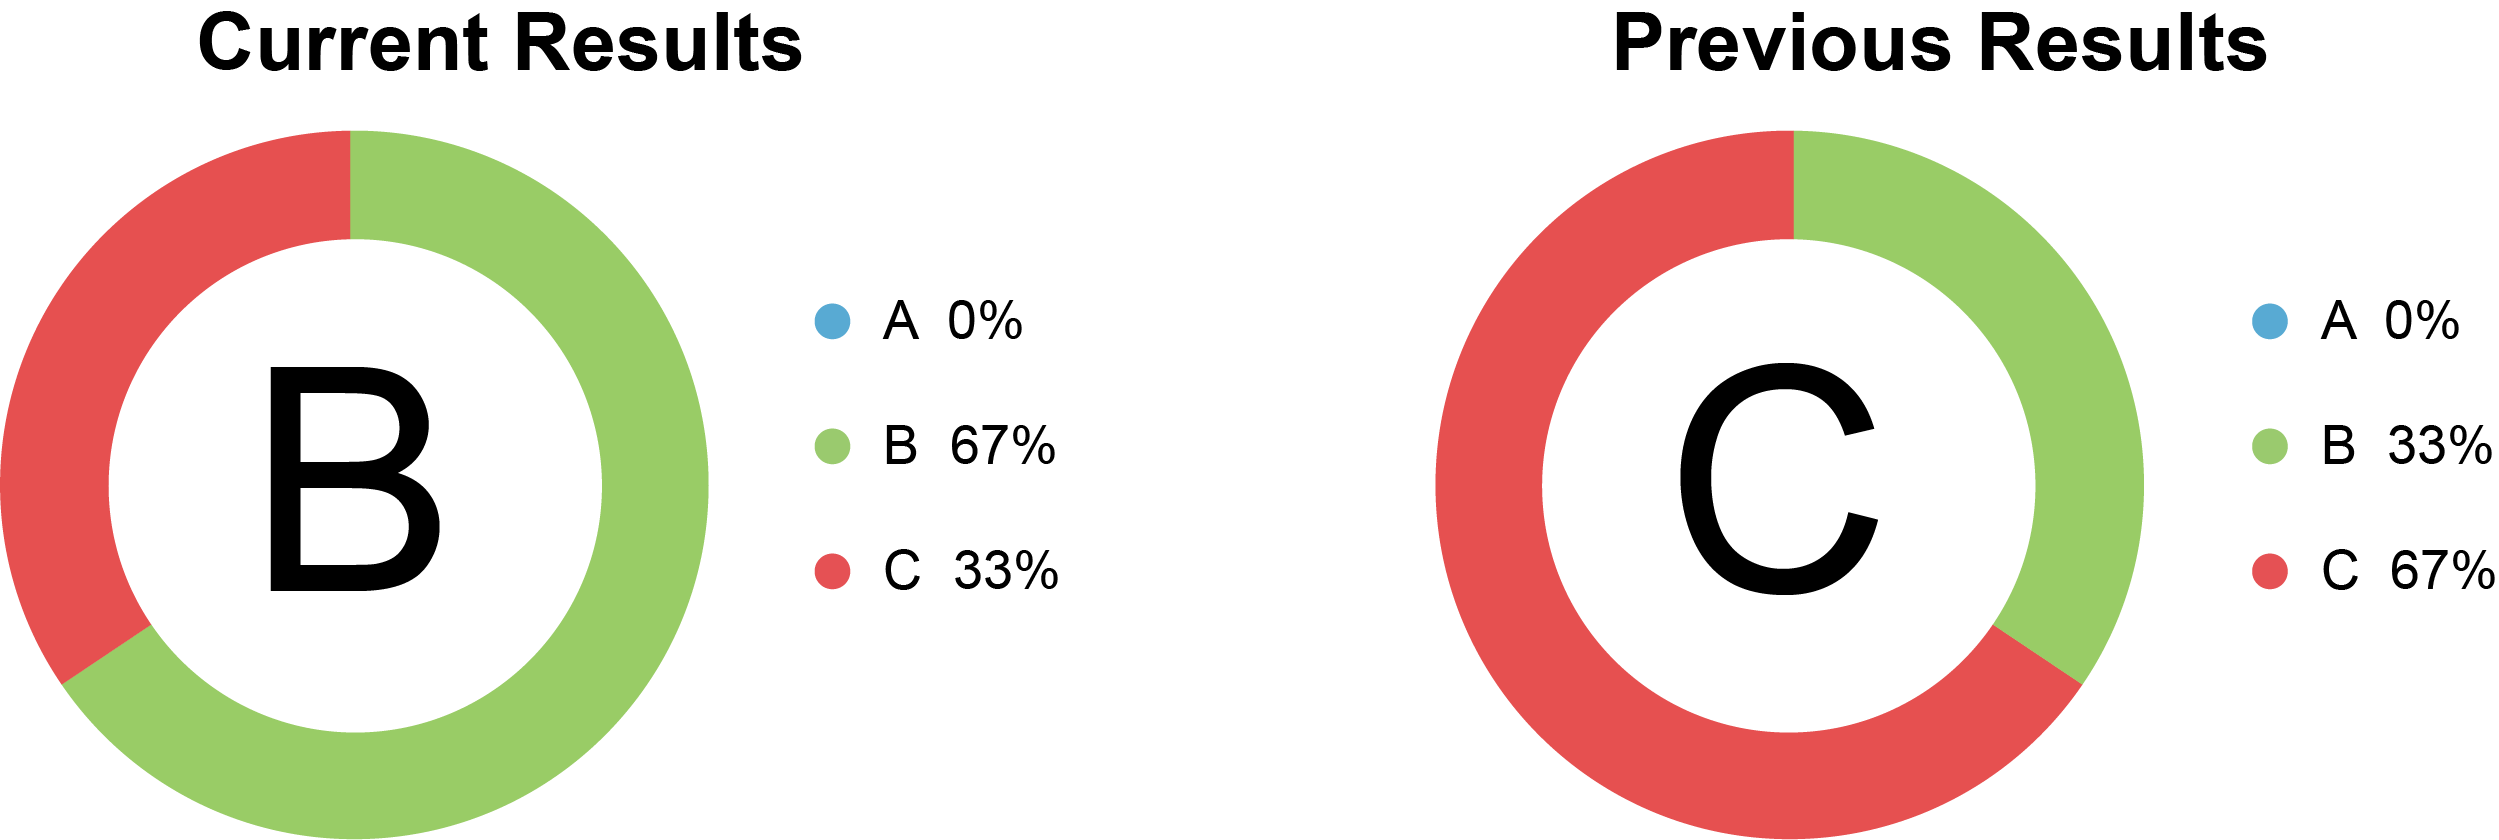 Current Results
B
A 0%
B 67%
C 33%
Previous Results
C
A 0%
B 33%
C 67%